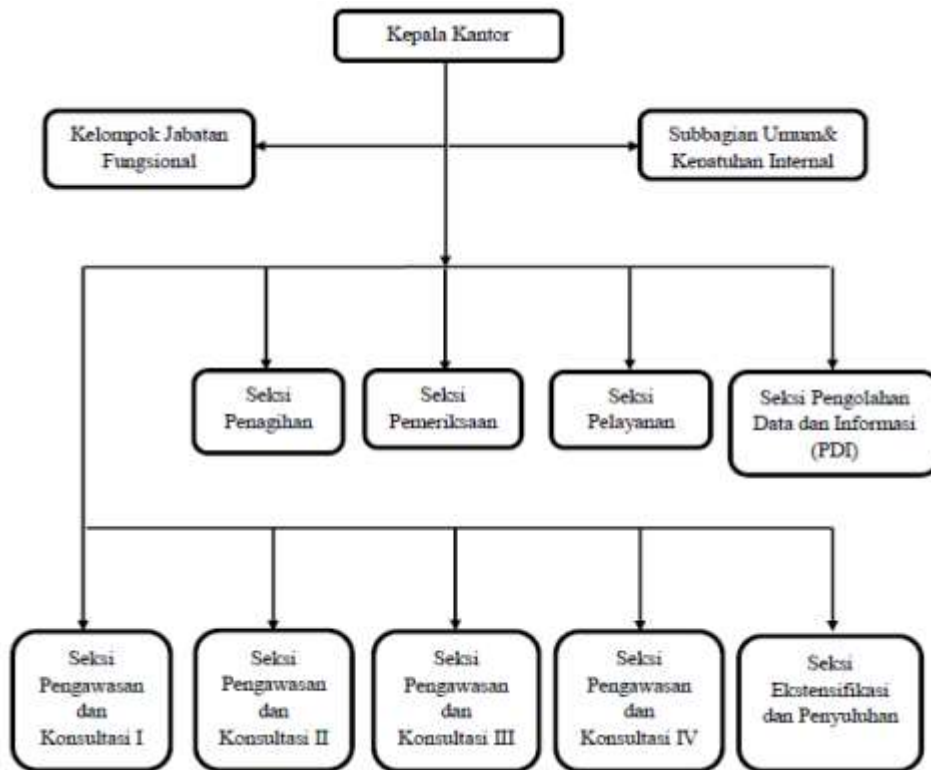 Kepala Kantor
Kelompok Jabatan
Fungsional
Subbagian Umum&
Kepatuhan Internal
Seksi
Penagihan
Seksi
Pemeriksaan
Seksi
Pelayanan
Seksi Pengolahan
Data dan Informasi
(PDI)
Seksi
Pengawasan
dan
Konsultasi I
Seksi
Pengawasan
dan
Konsultasi II
Seksi
Pengawasan
dan
Konsultasi III
Seksi
Pengawasan
dan
Konsultasi IV
Seksi
Ekstensifikasi
dan Penyuluhan